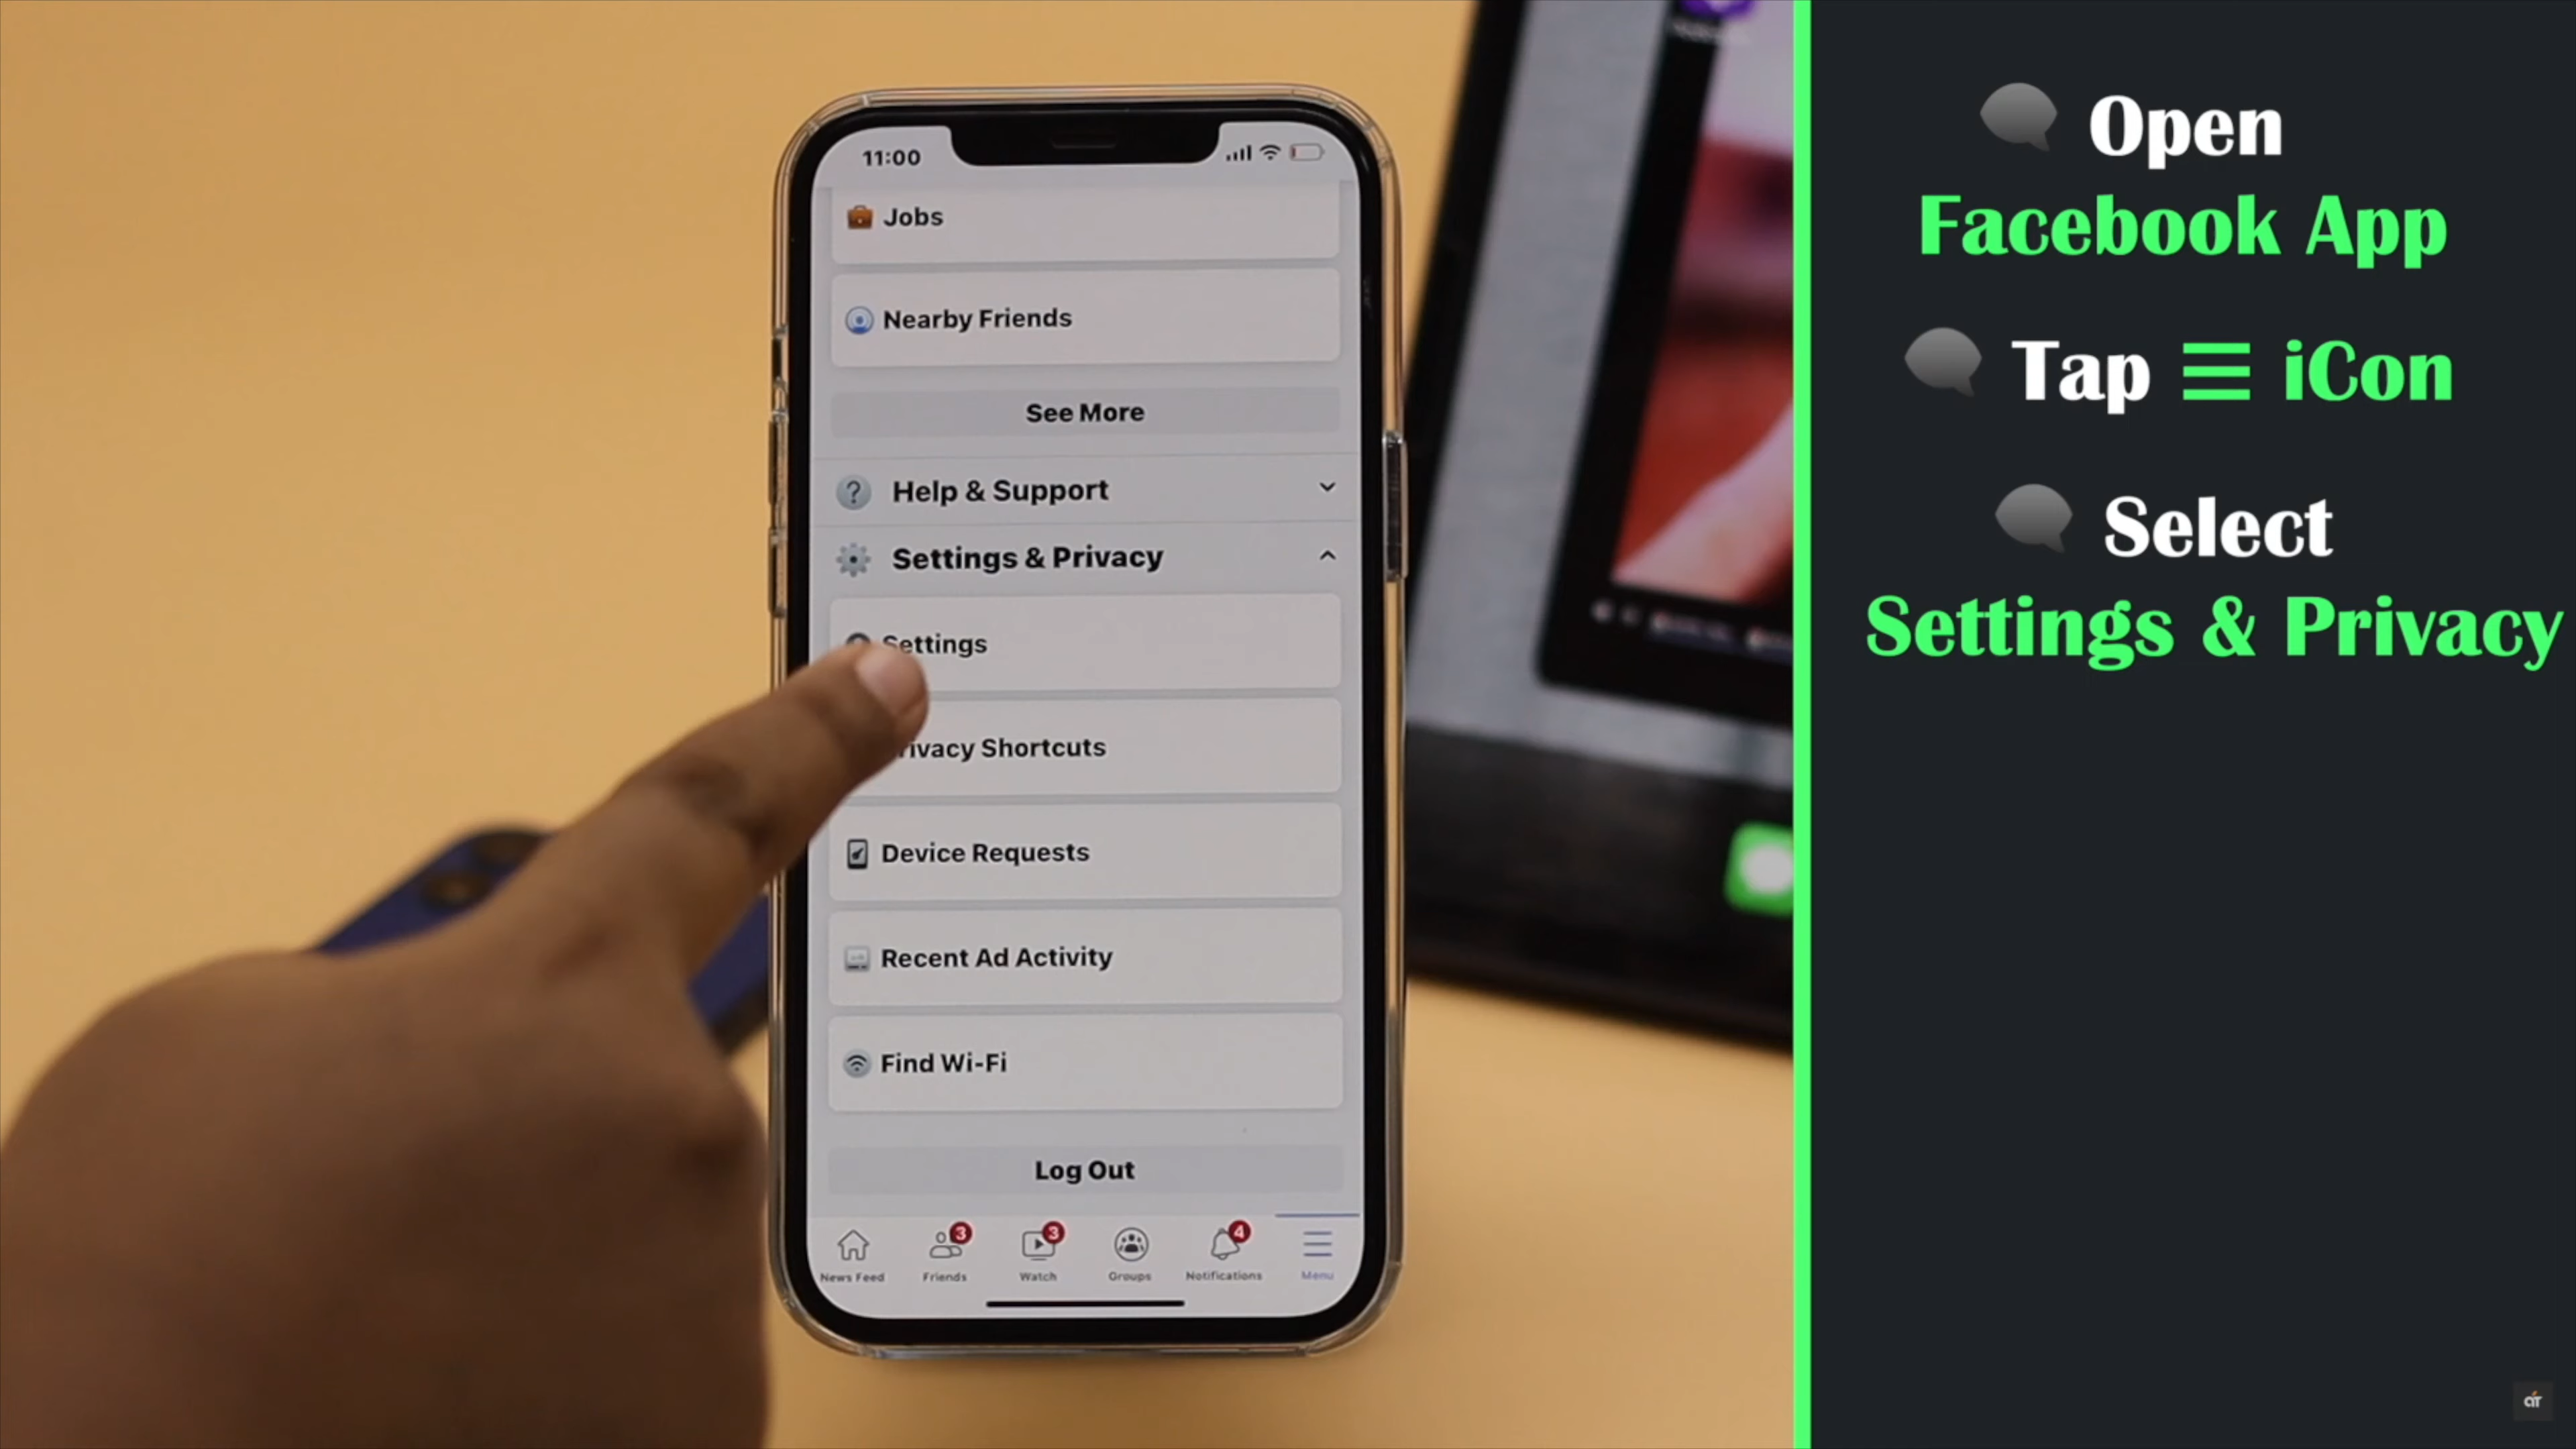 11:00
Jobs
Nearby Friends
See More
Help & Support
Settings & Privacy
Settings
Shortcuts
Device Requests
Recent Ad Activity
Find Wi-Fi
Log Out
3
3
4
News Feed
Friends
Watch
Groups
Notifications
Menu
Open
Facebook App
Tap ≡ iCon
Select
Settings & Privacy
ar